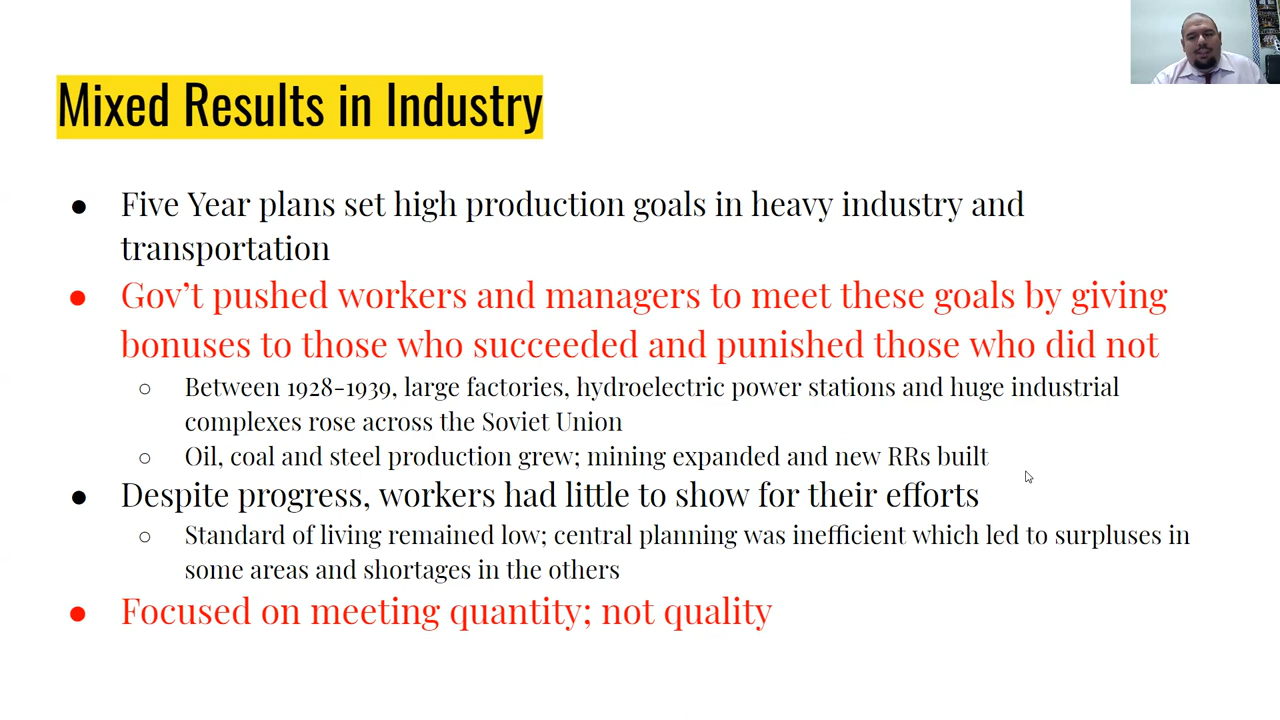 Mixed Results in Industry
● Five Year plans set high production goals in heavy industry and
transportation
● Gov’t pushed workers and managers to meet these goals by giving
bonuses to those who succeeded and punished those who did not
○ Between 1928-1939, large factories, hydroelectric power stations and huge industrial
complexes rose across the Soviet Union
○ Oil, coal and steel production grew; mining expanded and new RRs built
● Despite progress, workers had little to show for their efforts
○ Standard of living remained low; central planning was inefficient which led to surpluses in
some areas and shortages in the others
● Focused on meeting quantity; not quality